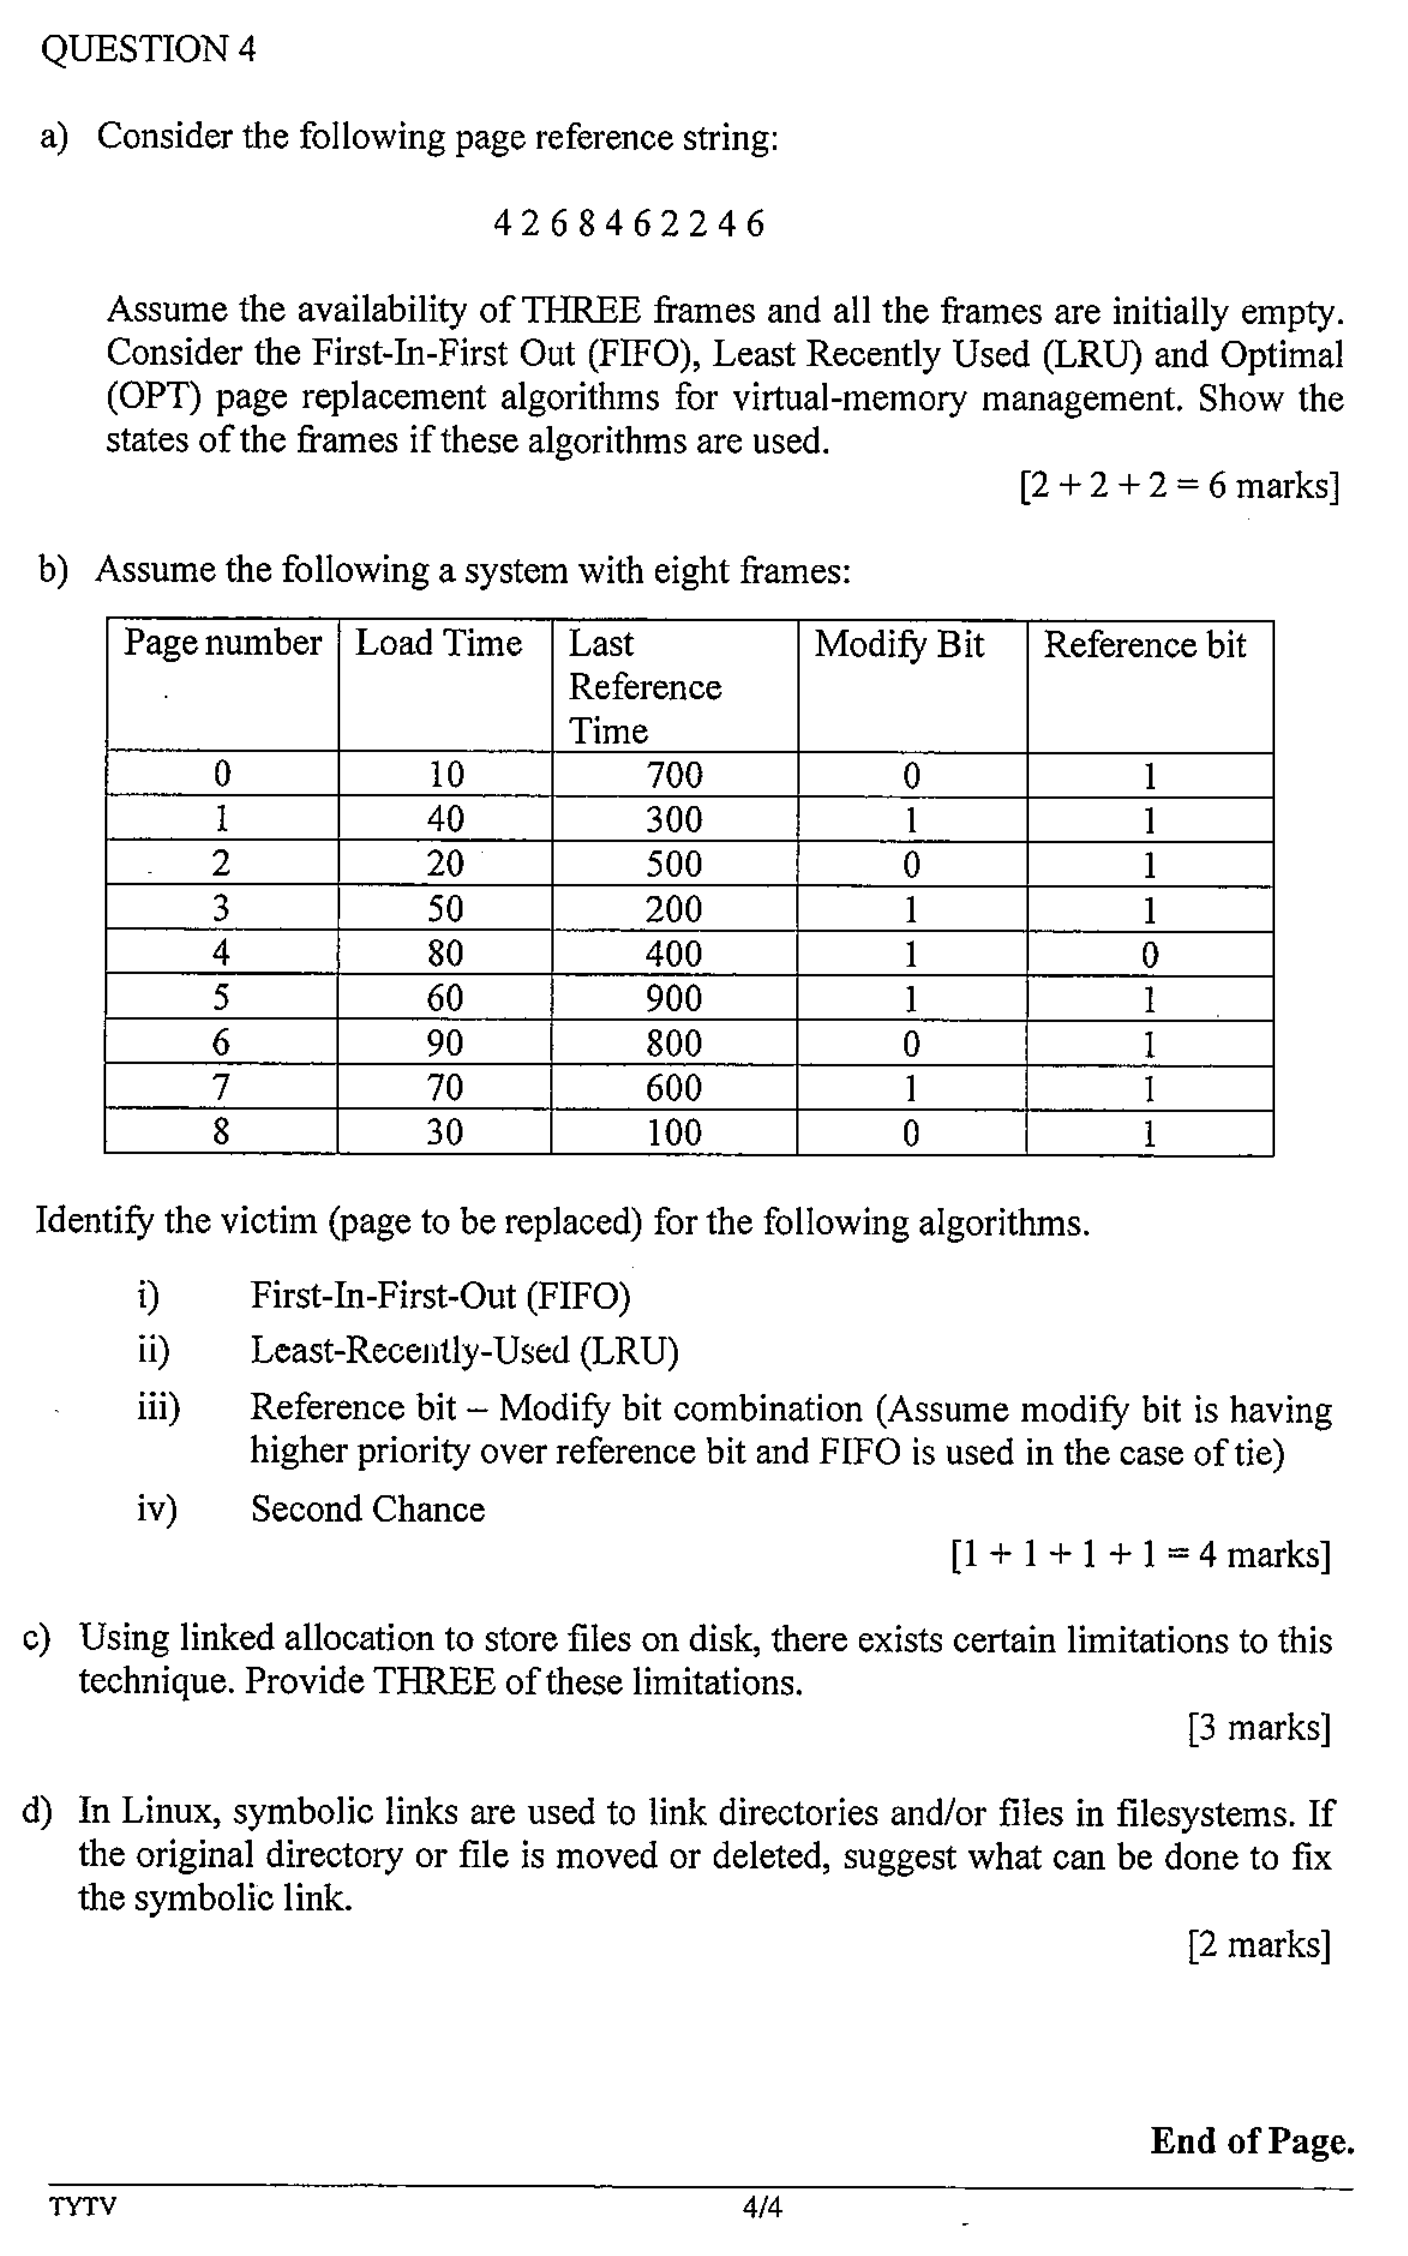 QUESTION 4
a) Consider the following page reference string:
4 2 6 8 4 6 2 2 4 6
Assume the availability of THREE frames and all the frames are initially empty.
Consider the First-In-First Out (FIFO), Least Recently Used (LRU) and Optimal
(OPT) page replacement algorithms for virtual-memory management. Show the
states of the frames if these algorithms are used.
[2 + 2 + 2 = 6 marks]
b) Assume the following a system with eight frames:
Page number Load Time Last Reference Time Modify Bit Reference bit
0 10 700 0 1
1 40 300 1 1
2 20 500 0 1
3 50 200 1 1
4 80 400 1 0
5 60 900 1 1
6 90 800 0 1
7 70 600 1 1
8 30 100 0 1
Identify the victim (page to be replaced) for the following algorithms.
i) First-In-First-Out (FIFO)
ii) Least-Recently-Used (LRU)
iii) Reference bit – Modify bit combination (Assume modify bit is having
higher priority over reference bit and FIFO is used in the case of tie)
iv) Second Chance
[1 + 1 + 1 + 1 = 4 marks]
c) Using linked allocation to store files on disk, there exists certain limitations to this
technique. Provide THREE of these limitations.
[3 marks]
d) In Linux, symbolic links are used to link directories and/or files in filesystems. If
the original directory or file is moved or deleted, suggest what can be done to fix
the symbolic link.
[2 marks]
End of Page.
TYTV 4/4